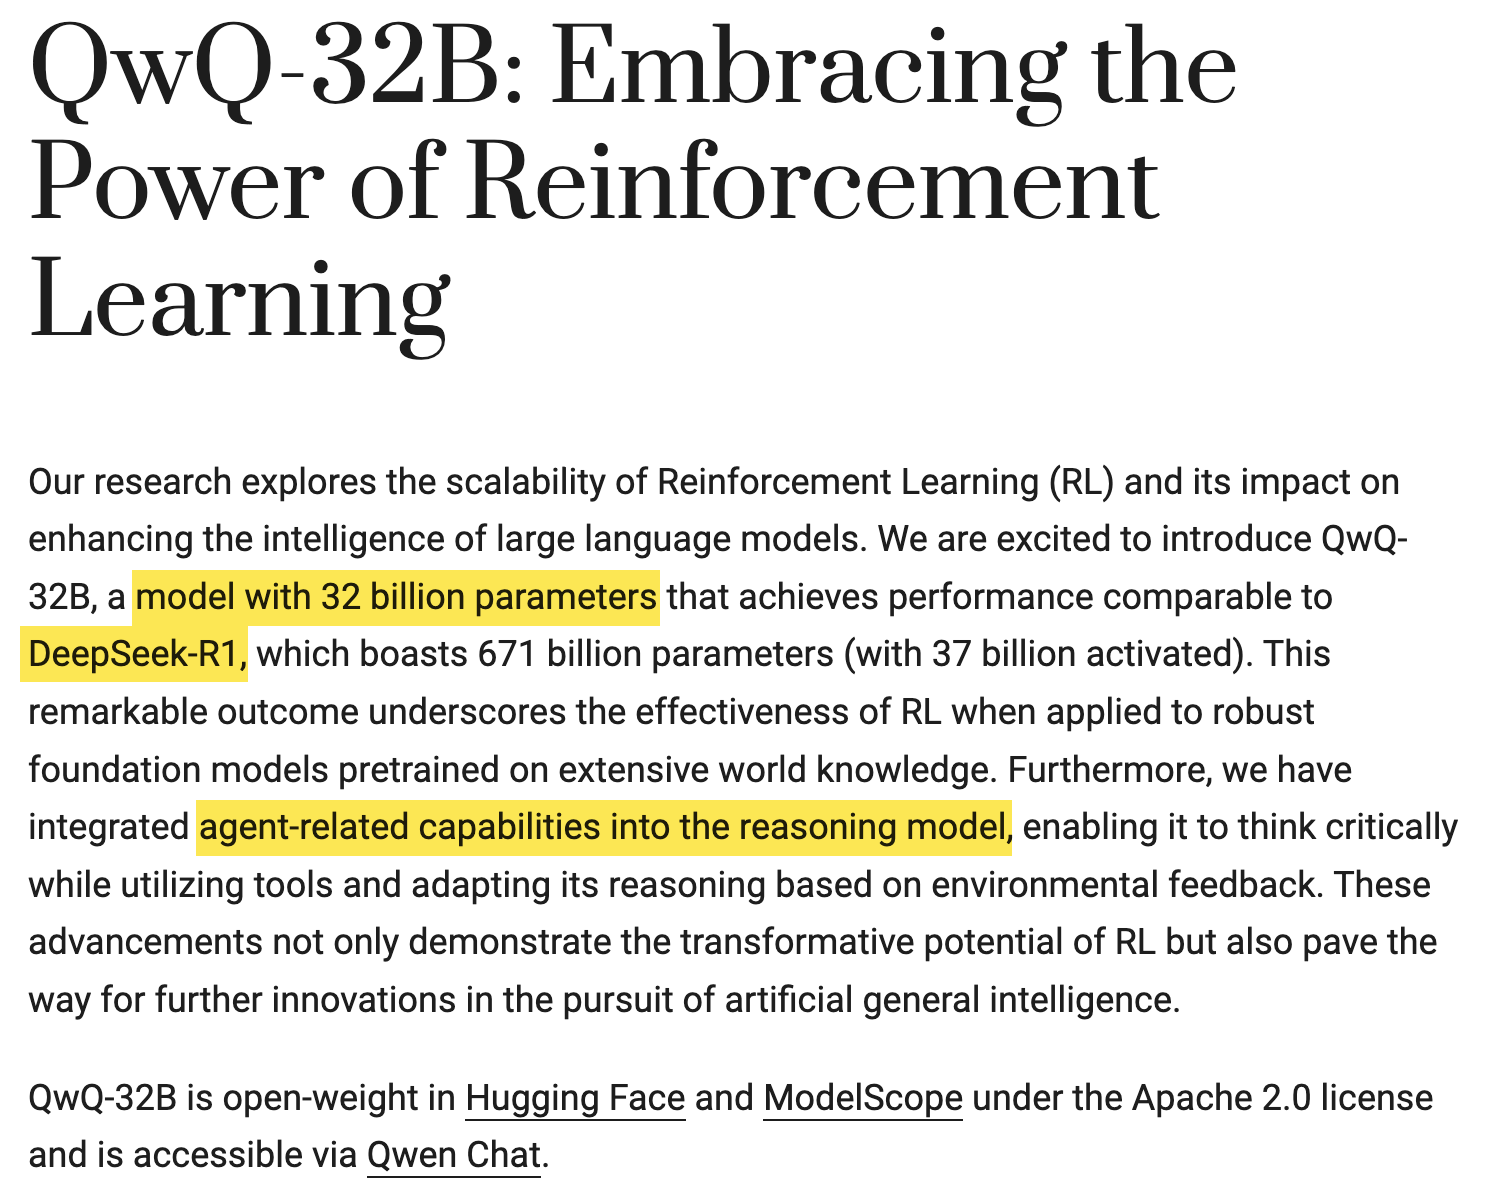 QwQ-32B: Embracing the
Power of Reinforcement
Learning
Our research explores the scalability of Reinforcement Learning (RL) and its impact on
enhancing the intelligence of large language models. We are excited to introduce QwQ-
32B, a model with 32 billion parameters that achieves performance comparable to
DeepSeek-R1, which boasts 671 billion parameters (with 37 billion activated). This
remarkable outcome underscores the effectiveness of RL when applied to robust
foundation models pretrained on extensive world knowledge. Furthermore, we have
integrated agent-related capabilities into the reasoning model, enabling it to think critically
while utilizing tools and adapting its reasoning based on environmental feedback. These
advancements not only demonstrate the transformative potential of RL but also pave the
way for further innovations in the pursuit of artificial general intelligence.
QwQ-32B is open-weight in Hugging Face and ModelScope under the Apache 2.0 license
and is accessible via Qwen Chat.